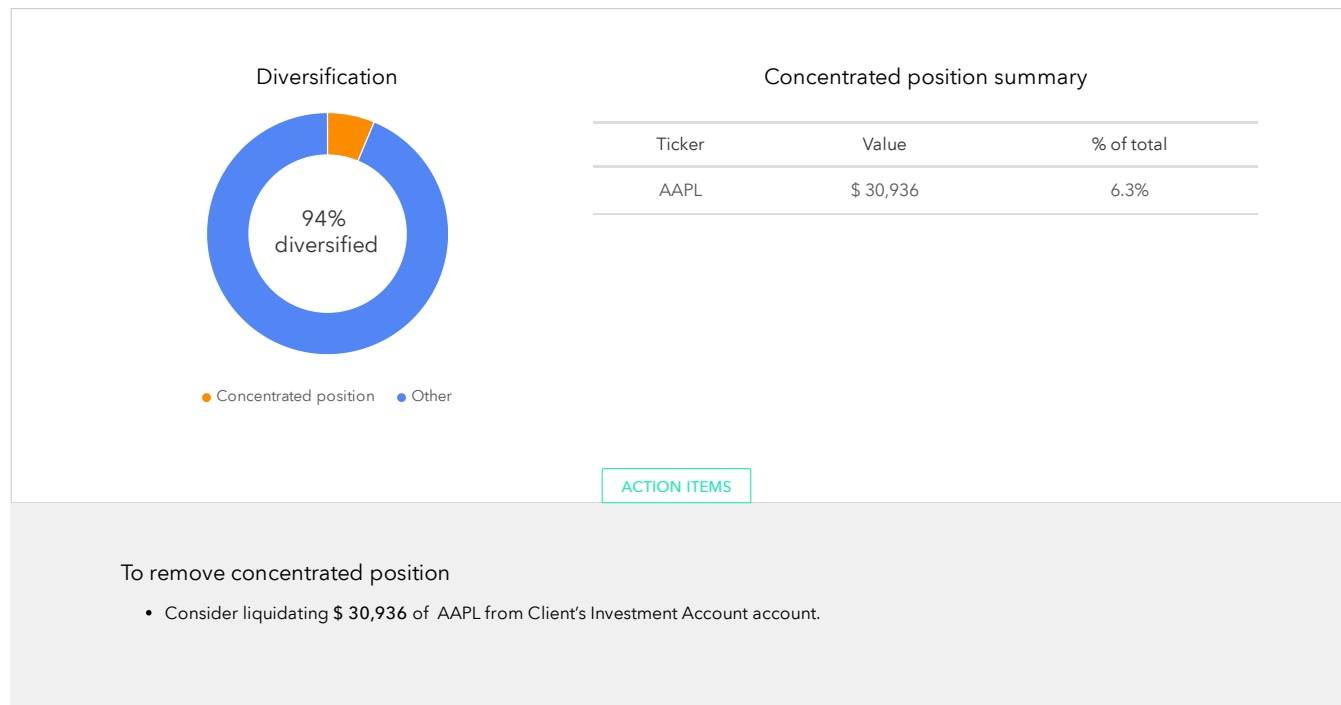 Diversification
94%
diversified
Concentrated position
Other
Concentrated position summary
Ticker Value % of total
AAPL $ 30,936 6.3%
ACTION ITEMS
To remove concentrated position
• Consider liquidating $ 30,936 of AAPL from Client’s Investment Account account.